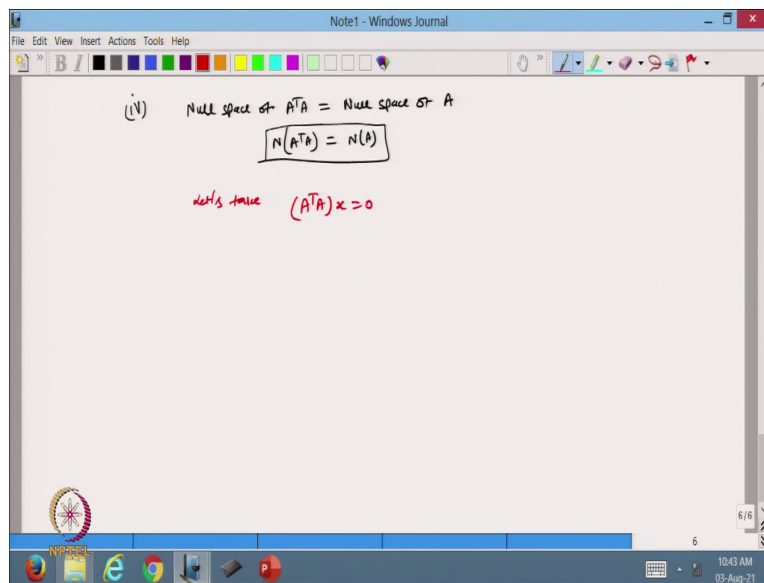 Note1 - Windows Journal
File Edit View Insert Actions Tools Help
B I
(iv) Null space of AᵀA = Null space of A
N(AᵀA) = N(A)
Let's take (AᵀA)x=0
6/6
6
NPTEL
10:43 AM
03-Aug-21